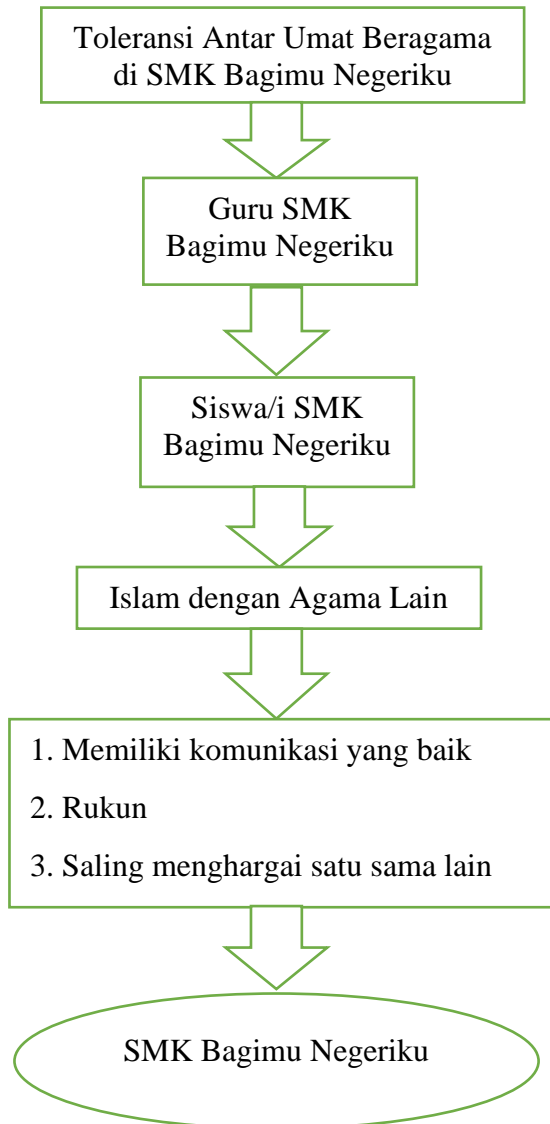 Toleransi Antar Umat Beragama
di SMK Bagimu Negeriku
Guru SMK
Bagimu Negeriku
Siswa/i SMK
Bagimu Negeriku
Islam dengan Agama Lain
1. Memiliki komunikasi yang baik
2. Rukun
3. Saling menghargai satu sama lain
SMK Bagimu Negeriku